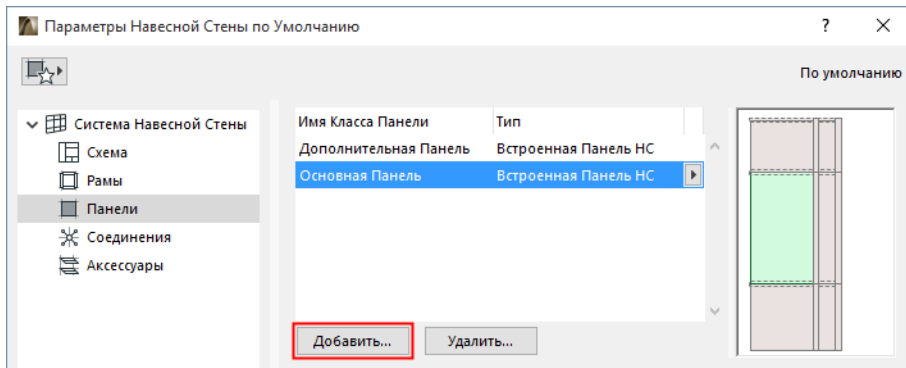 Параметры Навесной Стены по Умолчанию
?
По умолчанию
Система Навесной Стены
Схема
Рамы
Панели
Соединения
Аксессуары
Имя Класса Панели Тип
Дополнительная Панель Встроенная Панель НС
Основная Панель Встроенная Панель НС
Добавить... Удалить...